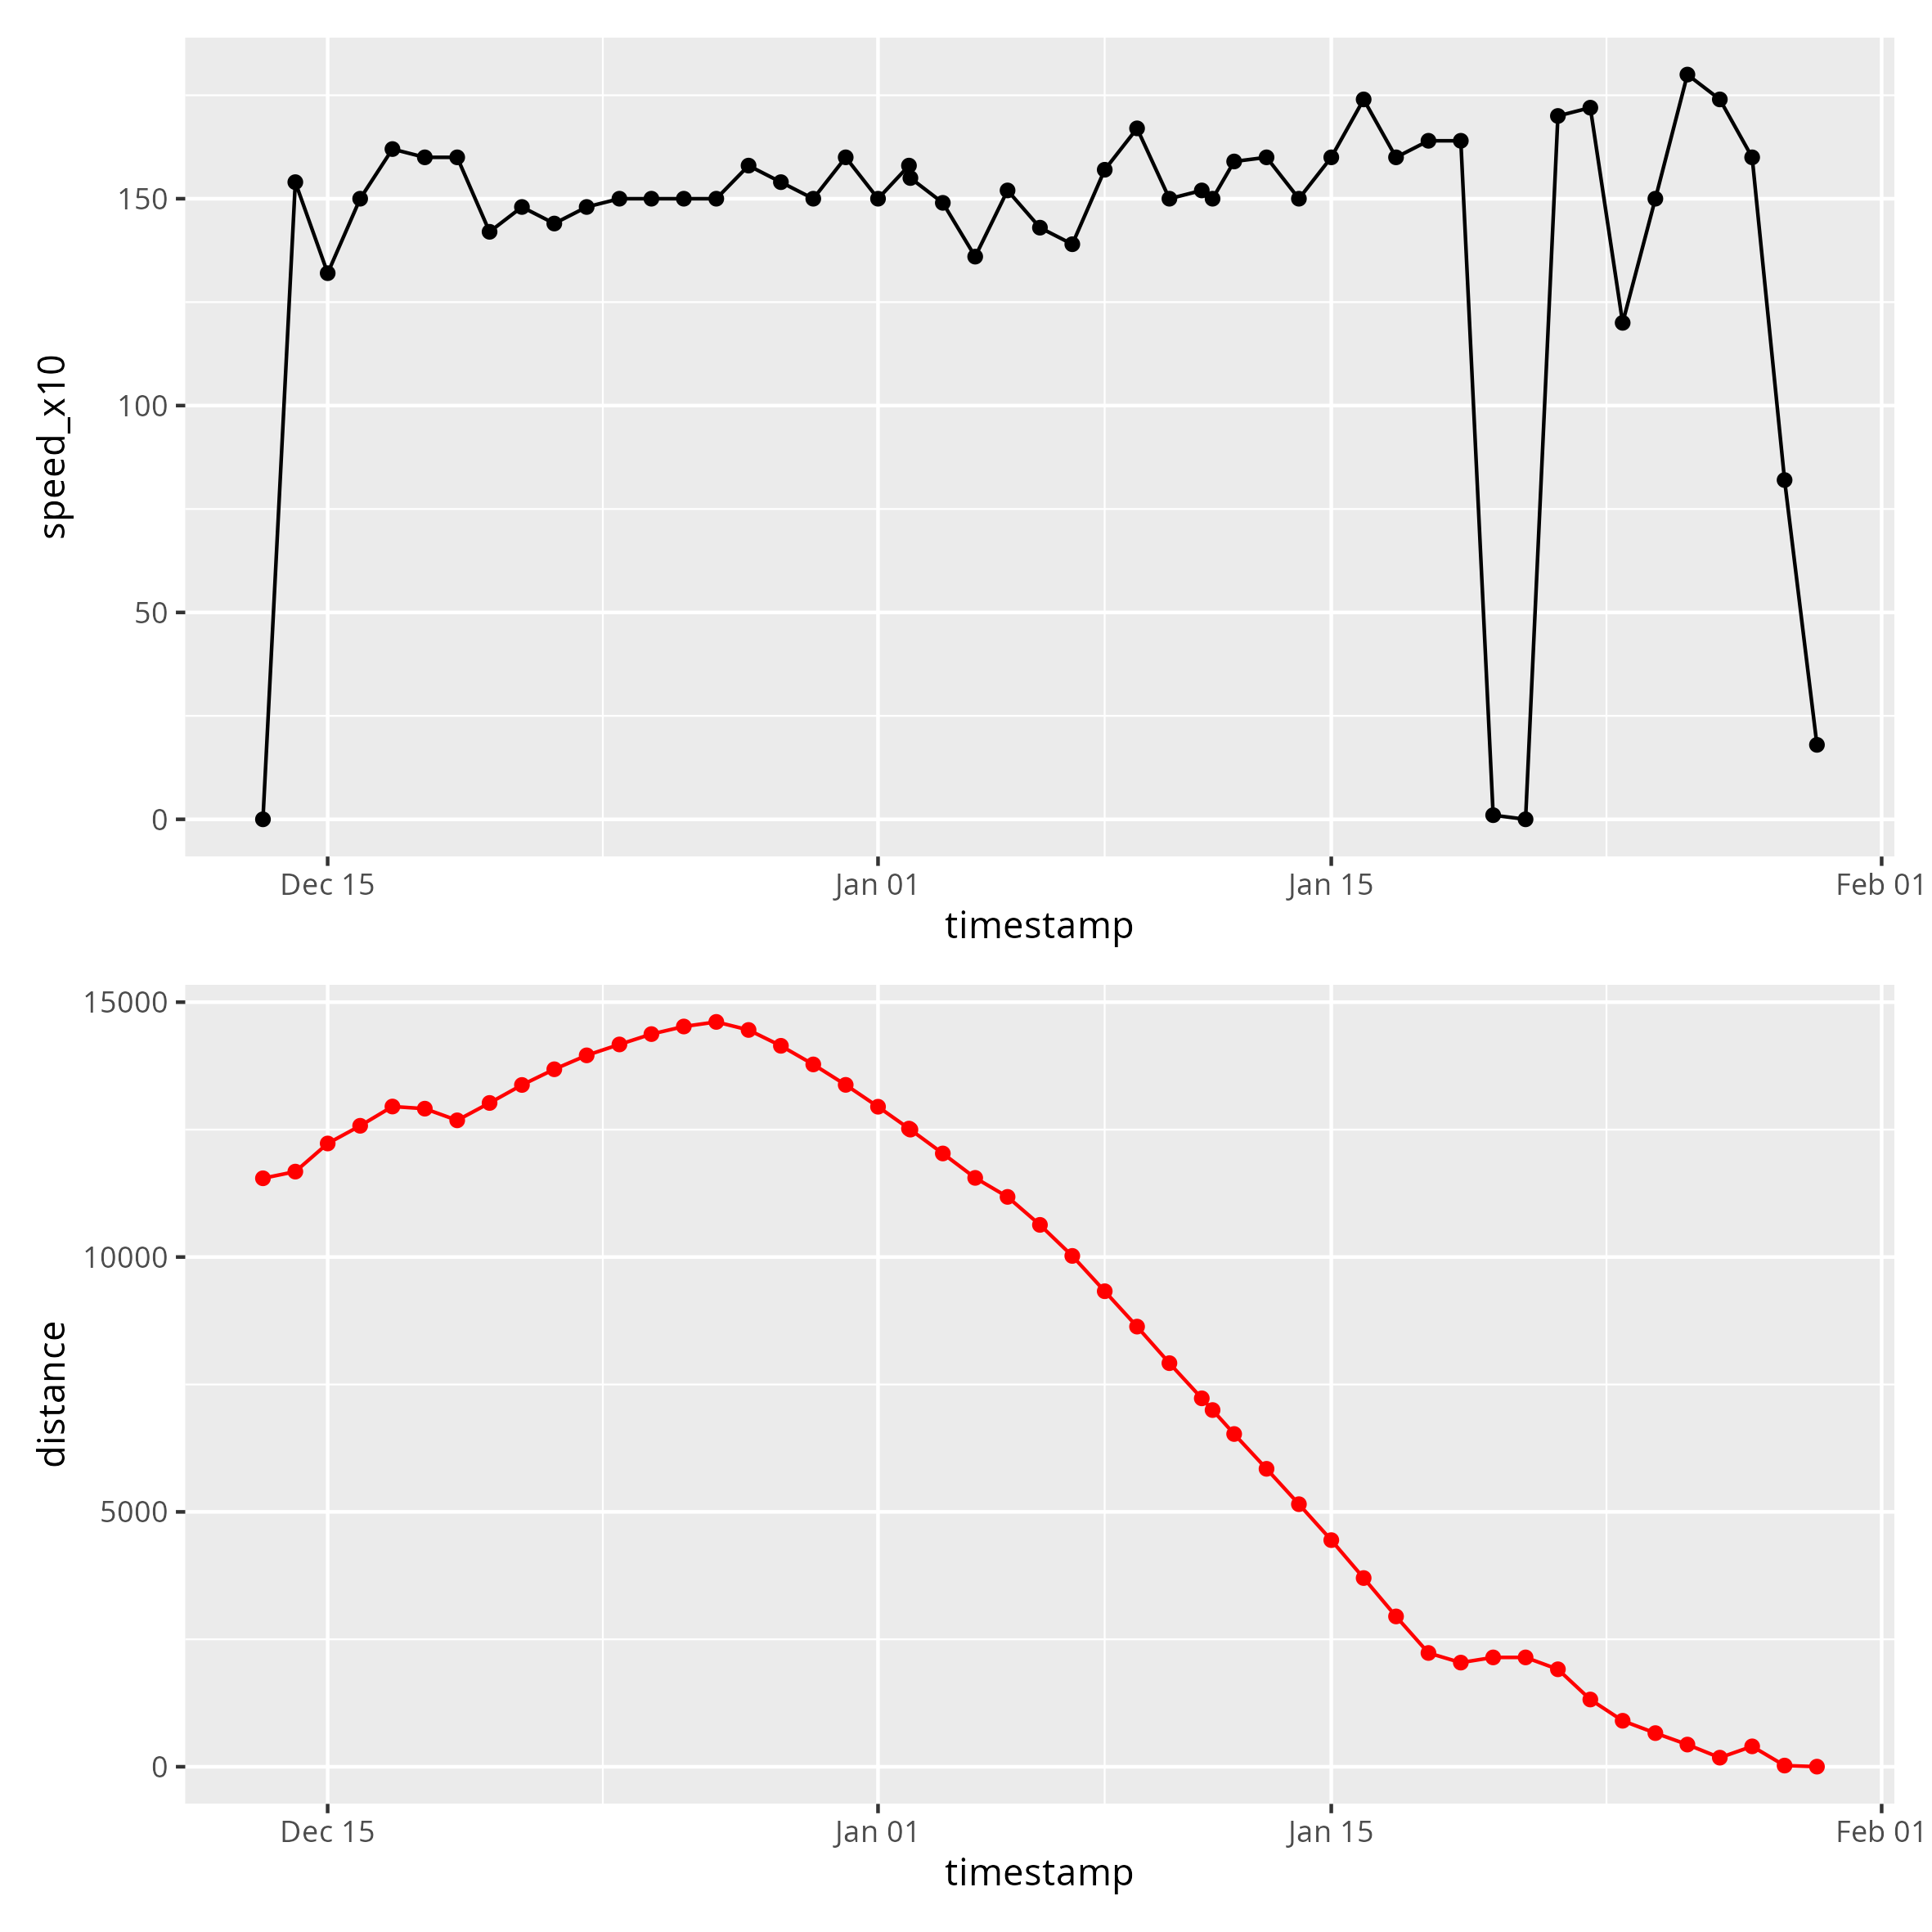 speed_x10
150
100
50
0
Dec 15 Jan 01 Jan 15 Feb 01
timestamp
distance
15000
10000
5000
0
Dec 15 Jan 01 Jan 15 Feb 01
timestamp